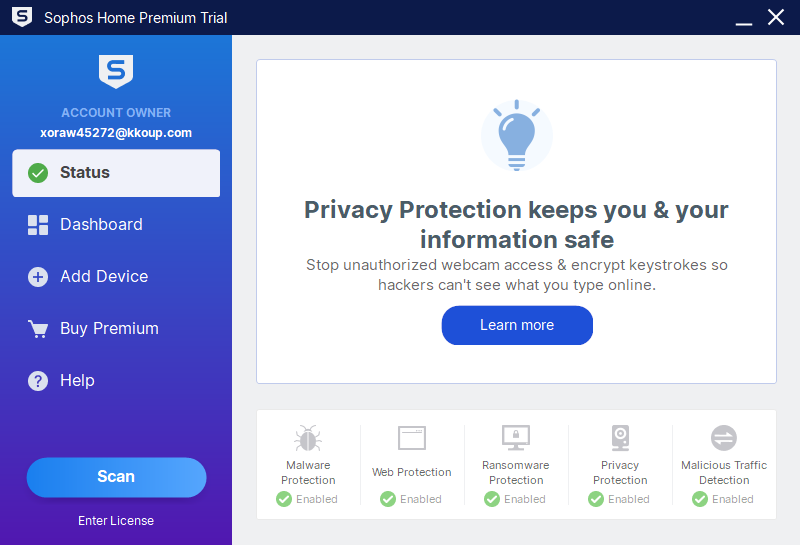 Sophos Home Premium Trial
ACCOUNT OWNER
xoraw45272@kkoup.com
Status
Dashboard
Add Device
Buy Premium
Help
Scan
Enter License
Privacy Protection keeps you & your
information safe
Stop unauthorized webcam access & encrypt keystrokes so
hackers can't see what you type online.
Learn more
Malware
Protection
Enabled
Web Protection
Enabled
Ransomware
Protection
Enabled
Privacy
Protection
Enabled
Malicious Traffic
Detection
Enabled